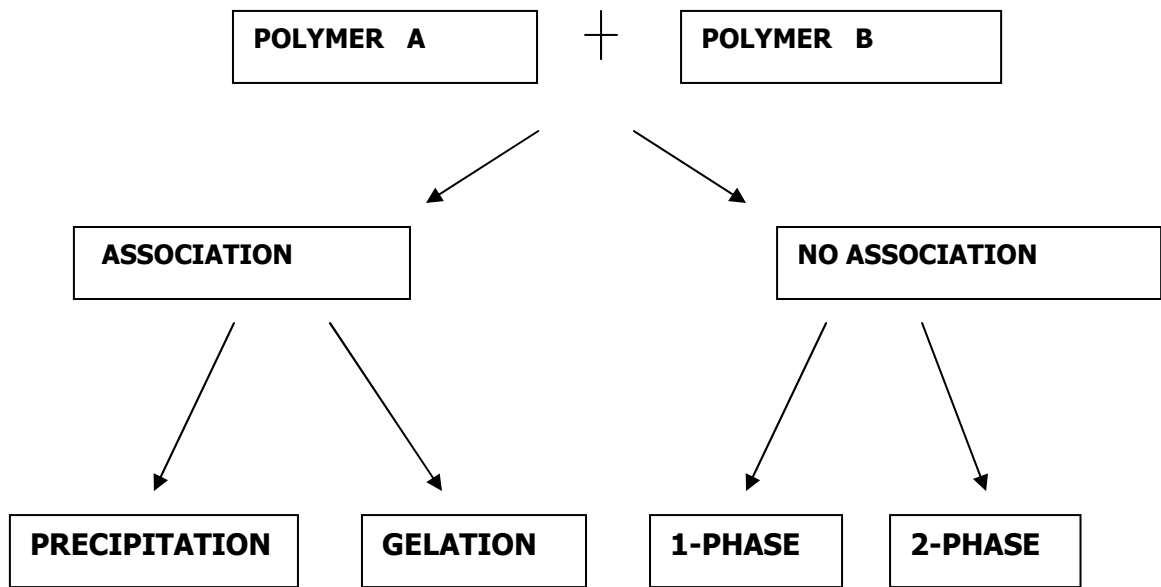 POLYMER A + POLYMER B
ASSOCIATION NO ASSOCIATION
PRECIPITATION GELATION 1-PHASE 2-PHASE